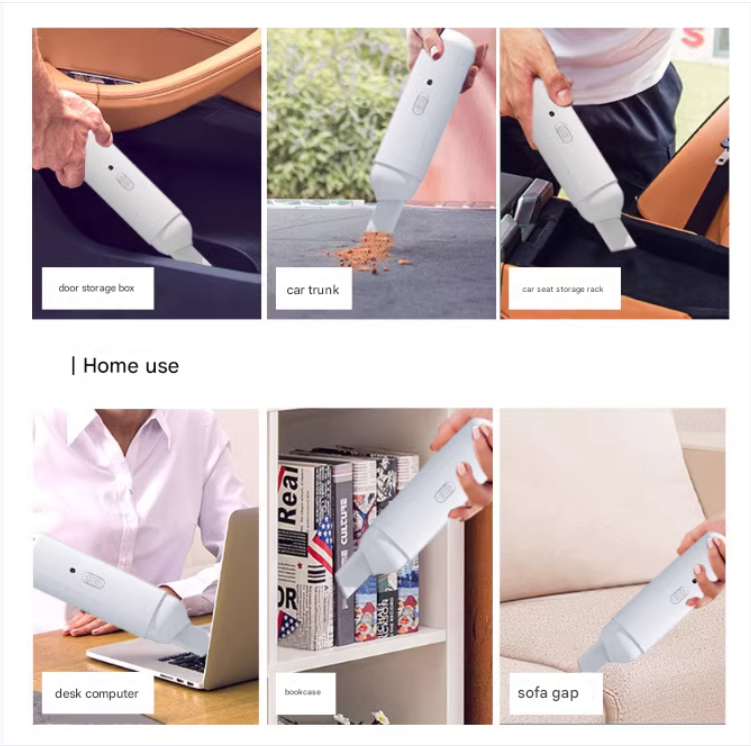 S
door storage box
car trunk
car seat storage rack
| Home use
Real
CULTURE
OR
desk computer
bookcase
sofa gap